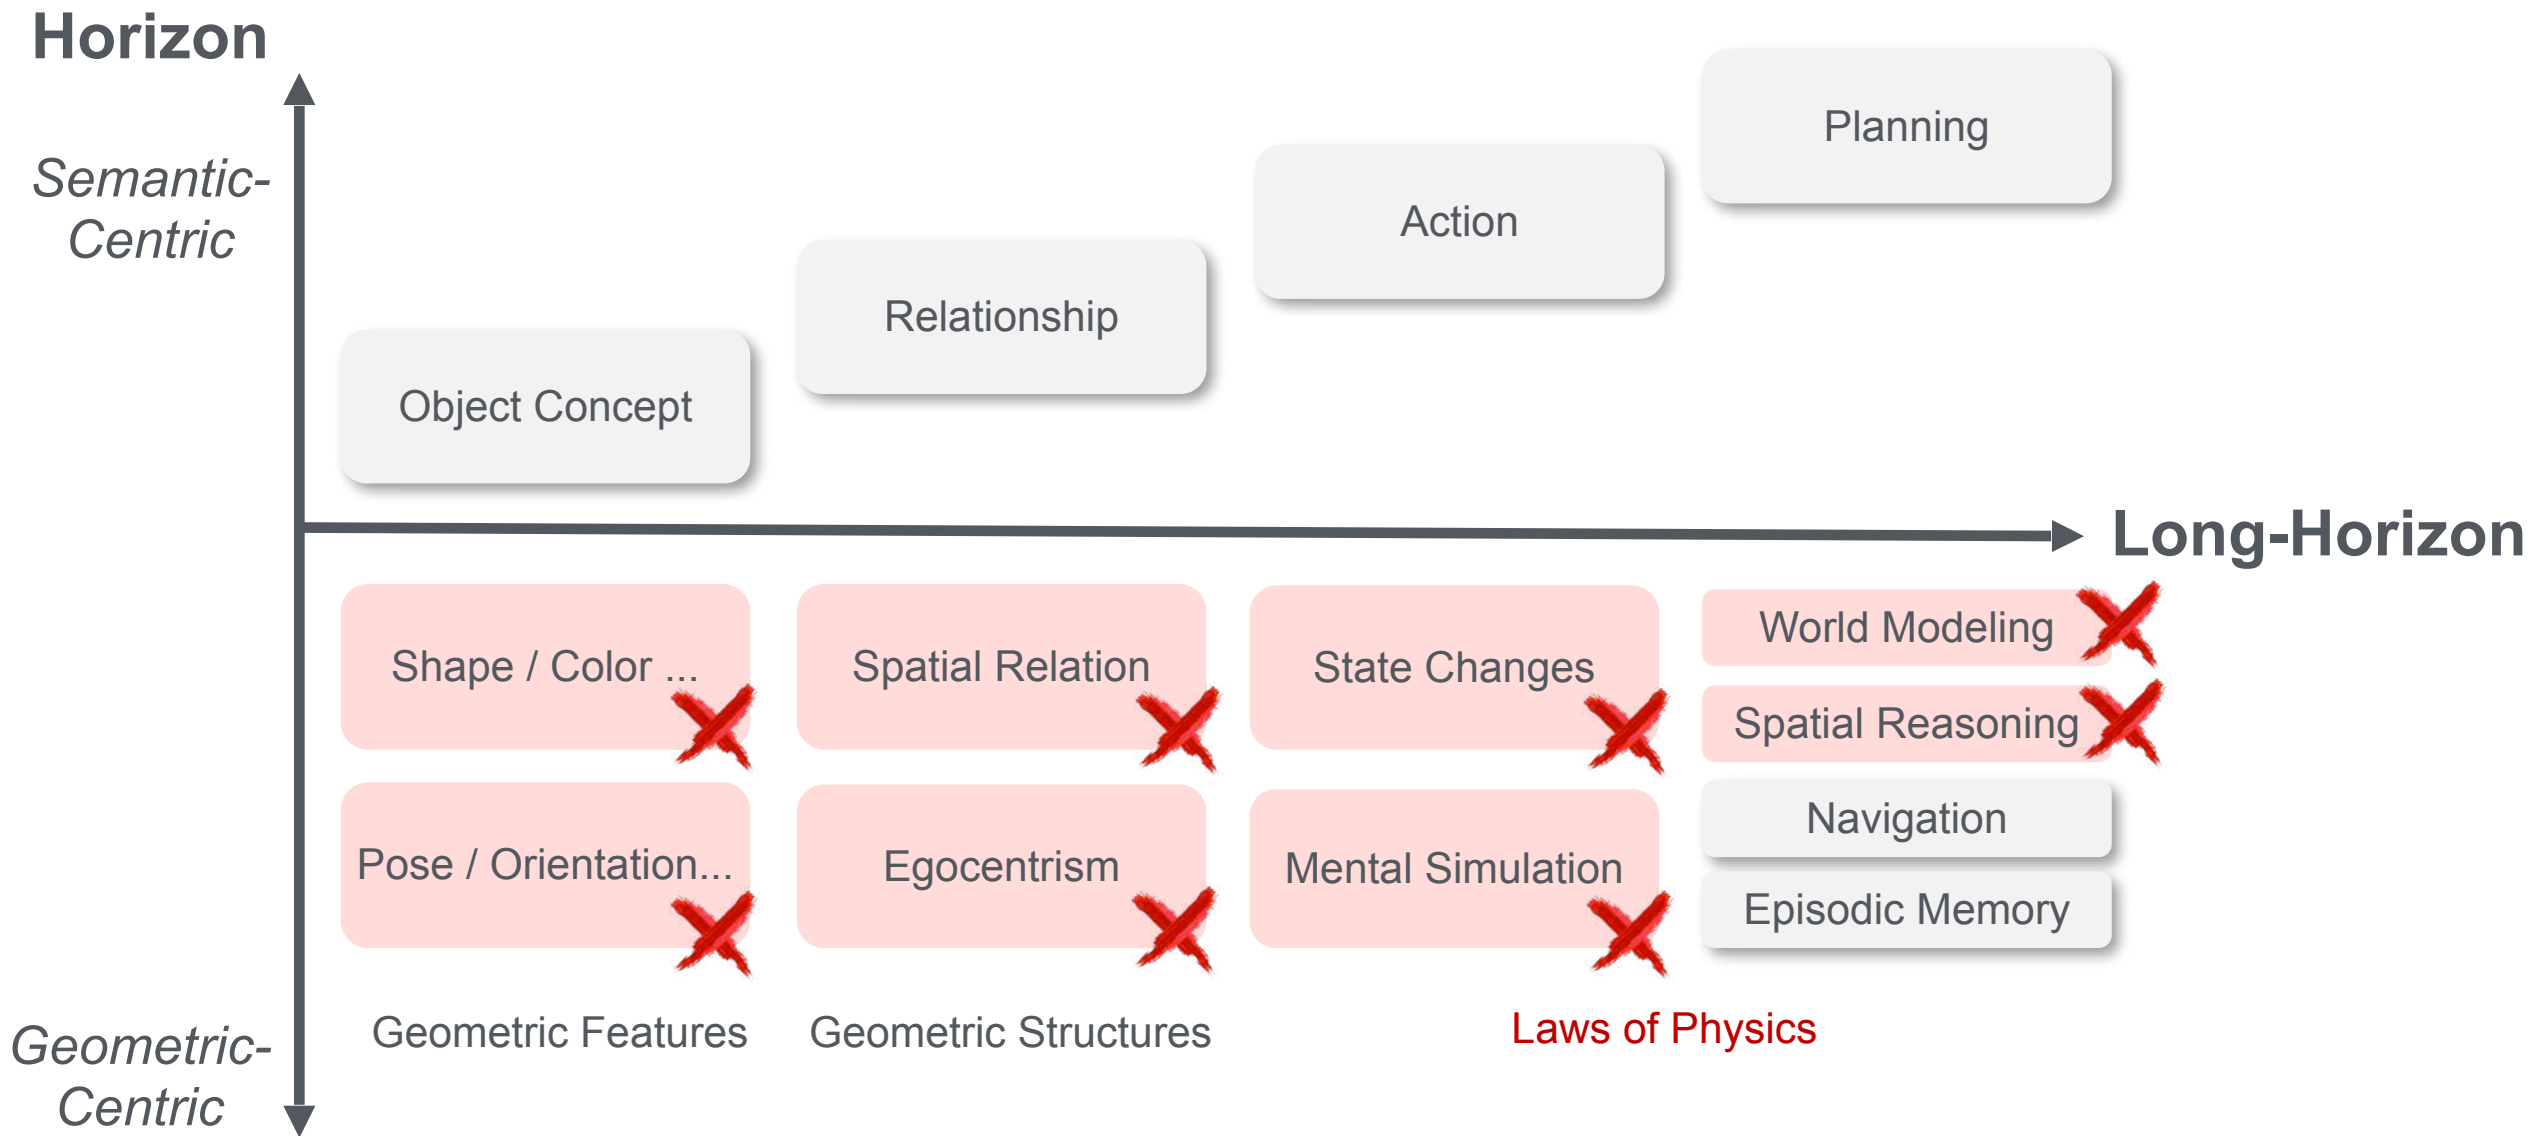 Horizon
Semantic-
Centric
Planning
Action
Relationship
Object Concept
Long-Horizon
Shape / Color ...
Spatial Relation
State Changes
World Modeling
Spatial Reasoning
Pose / Orientation...
Egocentrism
Mental Simulation
Navigation
Episodic Memory
Geometric-
Centric
Geometric Features
Geometric Structures
Laws of Physics